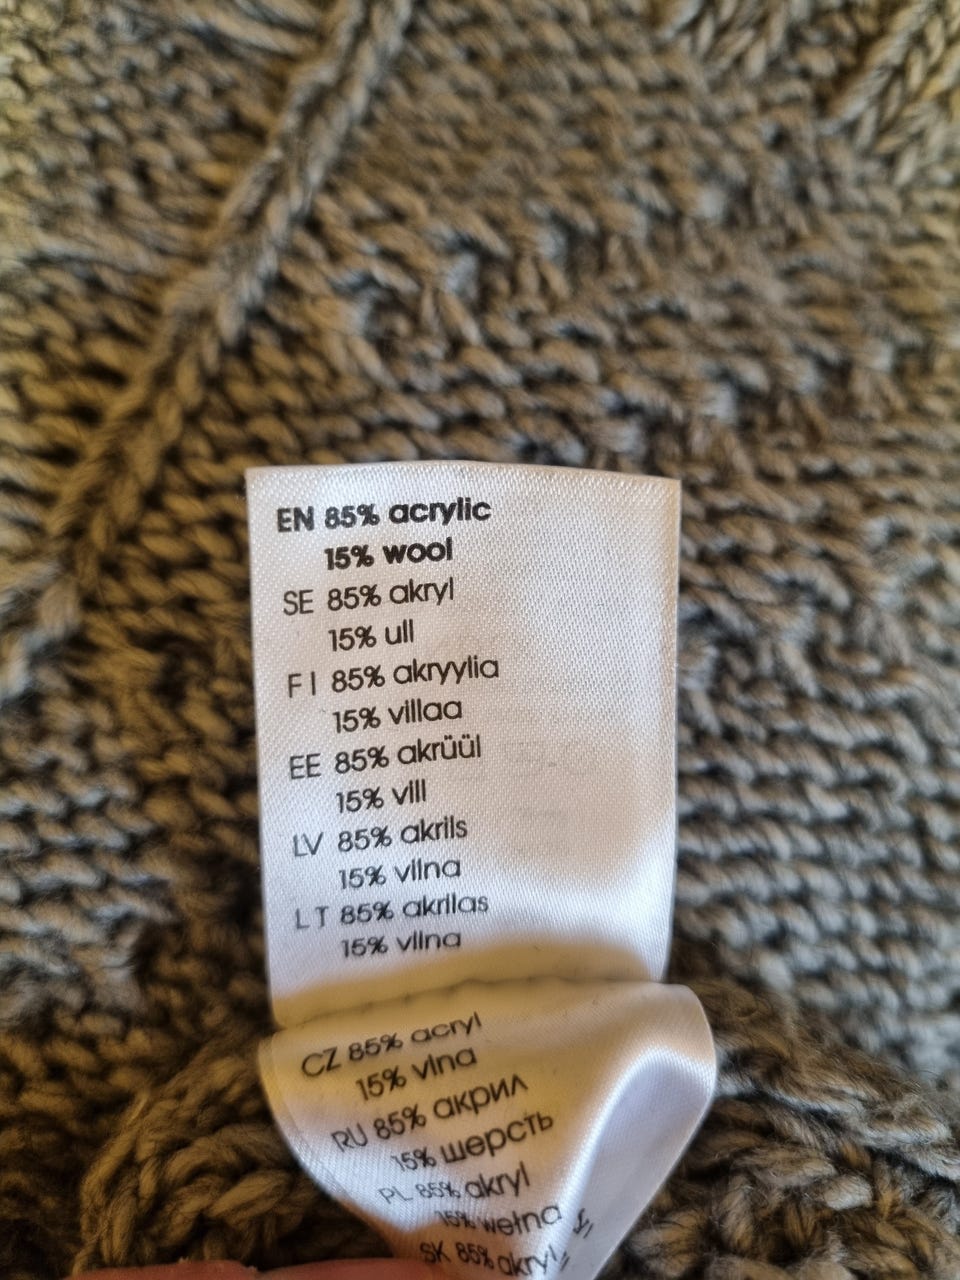 EN 85% acrylic
15% wool
SE 85% akryl
15% ull
FI 85% akryylia
15% villaa
EE 85% akrüül
15% vill
LV 85% akrils
15% vilna
LT 85% akrilas
15% vilna
CZ 85% acryl
15% vlna
RU 85% акрил
15% шерсть
PL 85% akryl
15% wełna
SK 85% akryl